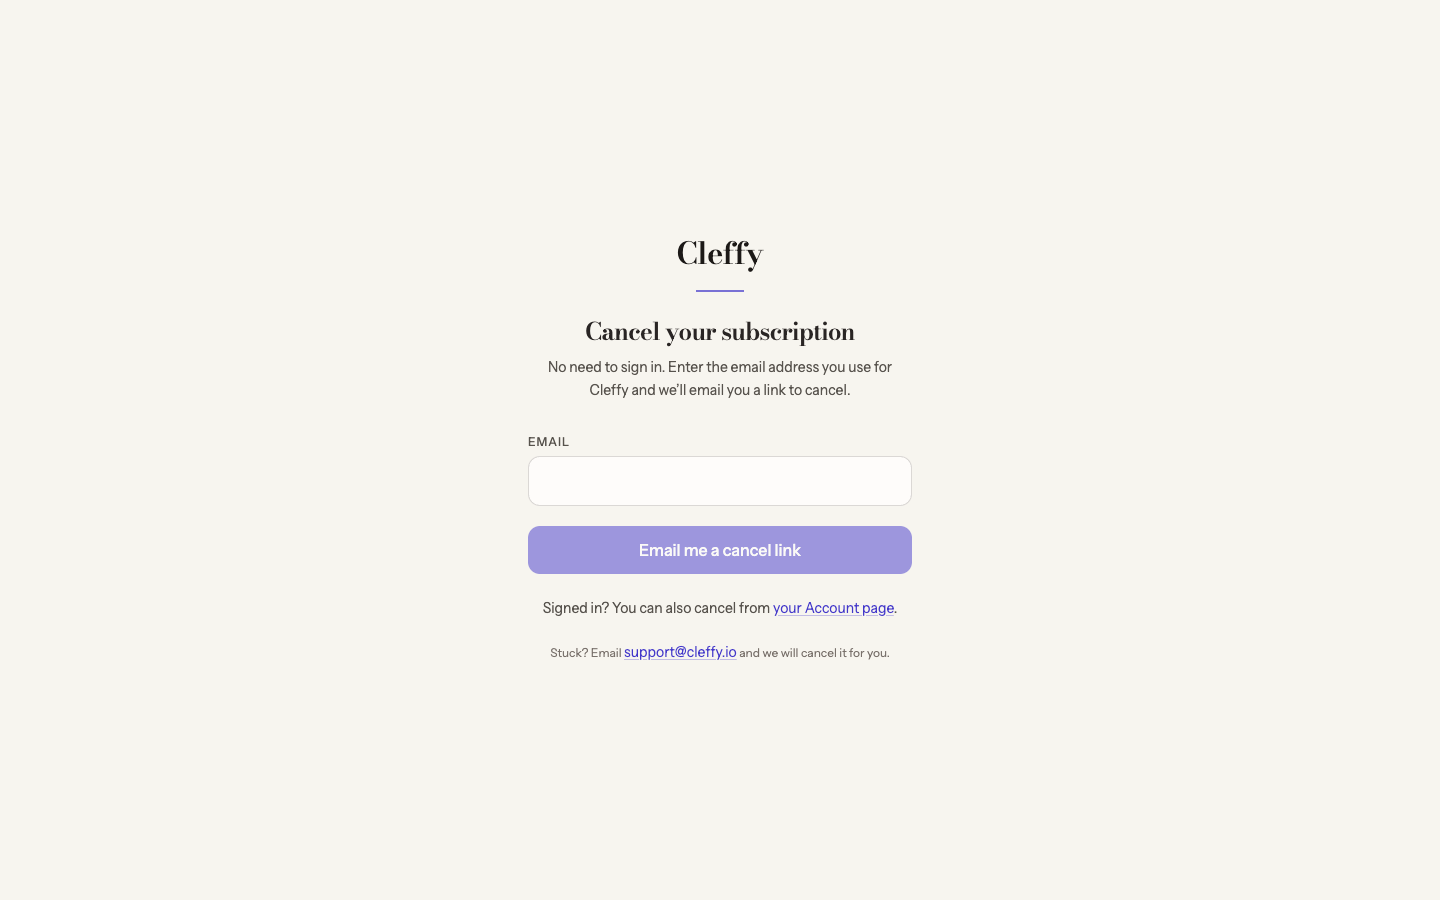 Cleffy
Cancel your subscription
No need to sign in. Enter the email address you use for
Cleffy and we’ll email you a link to cancel.
EMAIL
Email me a cancel link
Signed in? You can also cancel from your Account page.
Stuck? Email support@cleffy.io and we will cancel it for you.